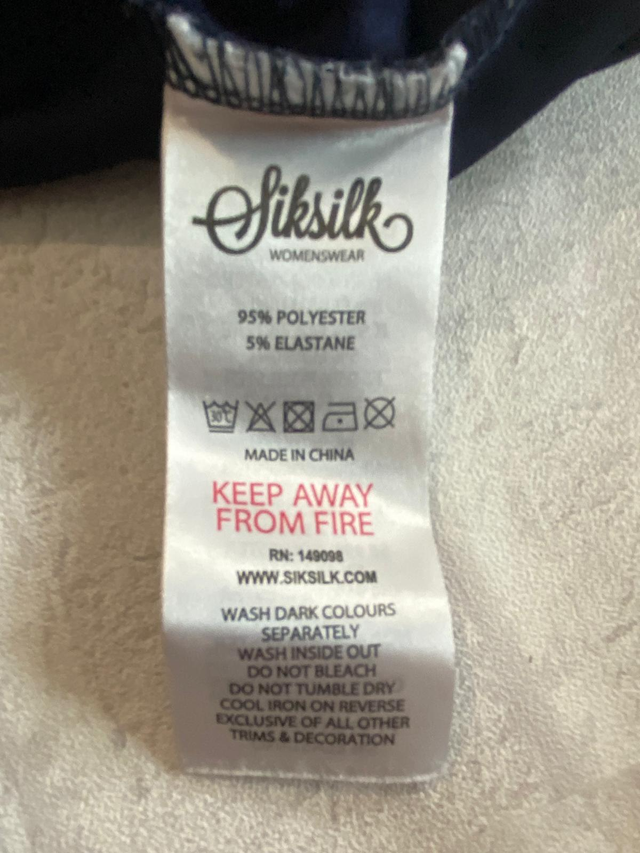 Siksilk
WOMENSWEAR
95% POLYESTER
5% ELASTANE
30°C
MADE IN CHINA
KEEP AWAY
FROM FIRE
RN: 149098
WWW.SIKSILK.COM
WASH DARK COLOURS
SEPARATELY
WASH INSIDE OUT
DO NOT BLEACH
DO NOT TUMBLE DRY
COOL IRON ON REVERSE
EXCLUSIVE OF ALL OTHER
TRIMS & DECORATION